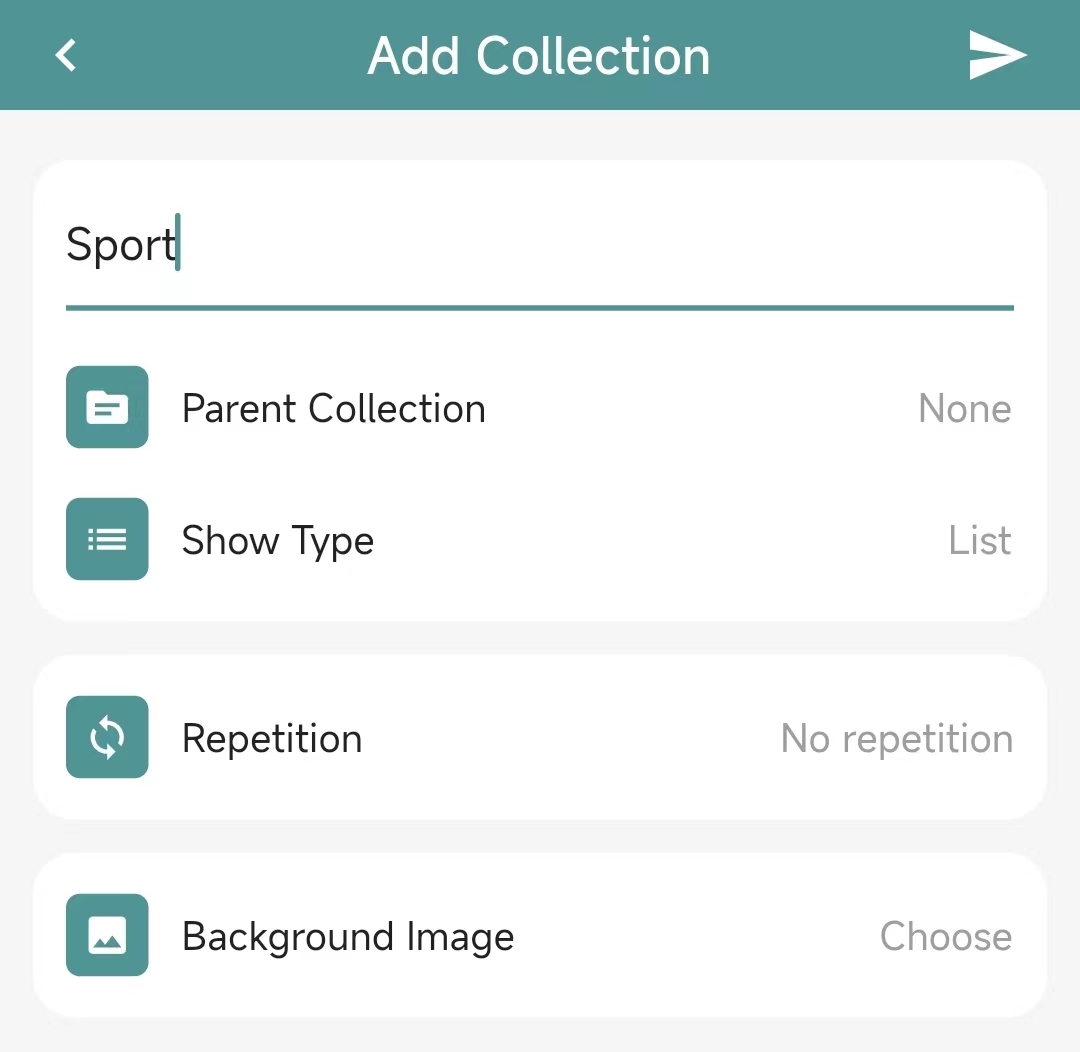 Add Collection
Sport
Parent Collection None
Show Type List
Repetition No repetition
Background Image Choose